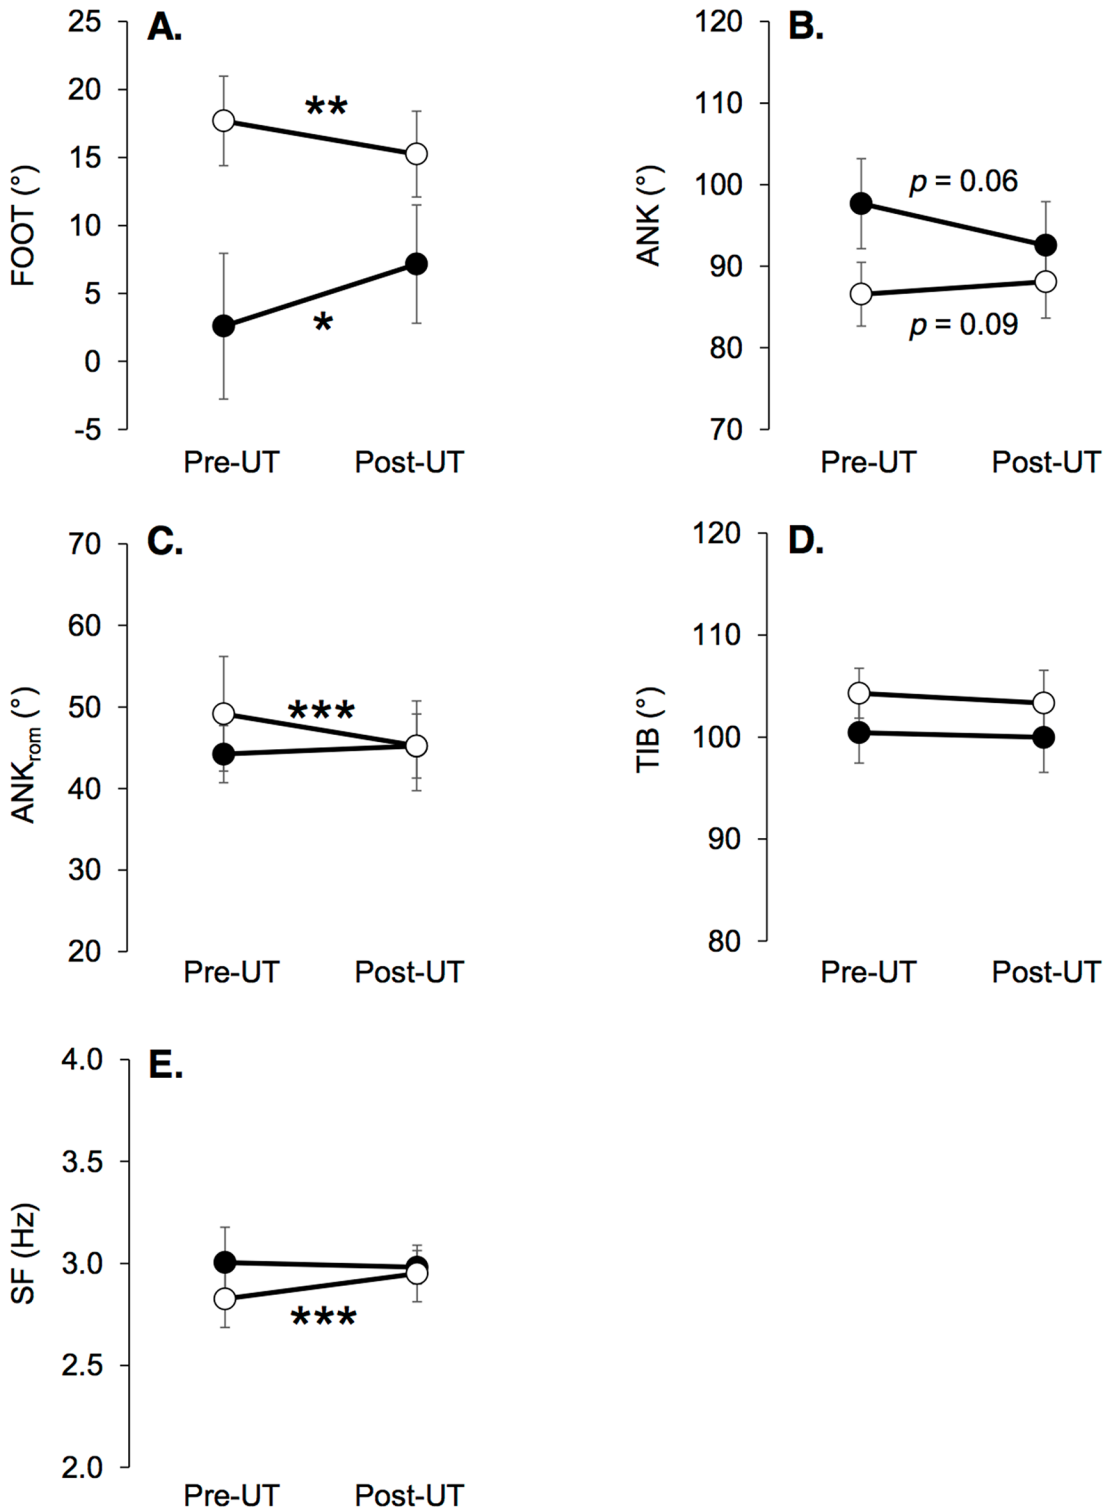 A.
FOOT (°)
25
20
15
10
5
0
-5
**
*
Pre-UT Post-UT
B.
ANK (°)
120
110
100
90
80
70
p = 0.06
p = 0.09
Pre-UT Post-UT
C.
ANKrom (°)
70
60
50
40
30
20
***
Pre-UT Post-UT
D.
TIB (°)
120
110
100
90
80
Pre-UT Post-UT
E.
SF (Hz)
4.0
3.5
3.0
2.5
2.0
***
Pre-UT Post-UT